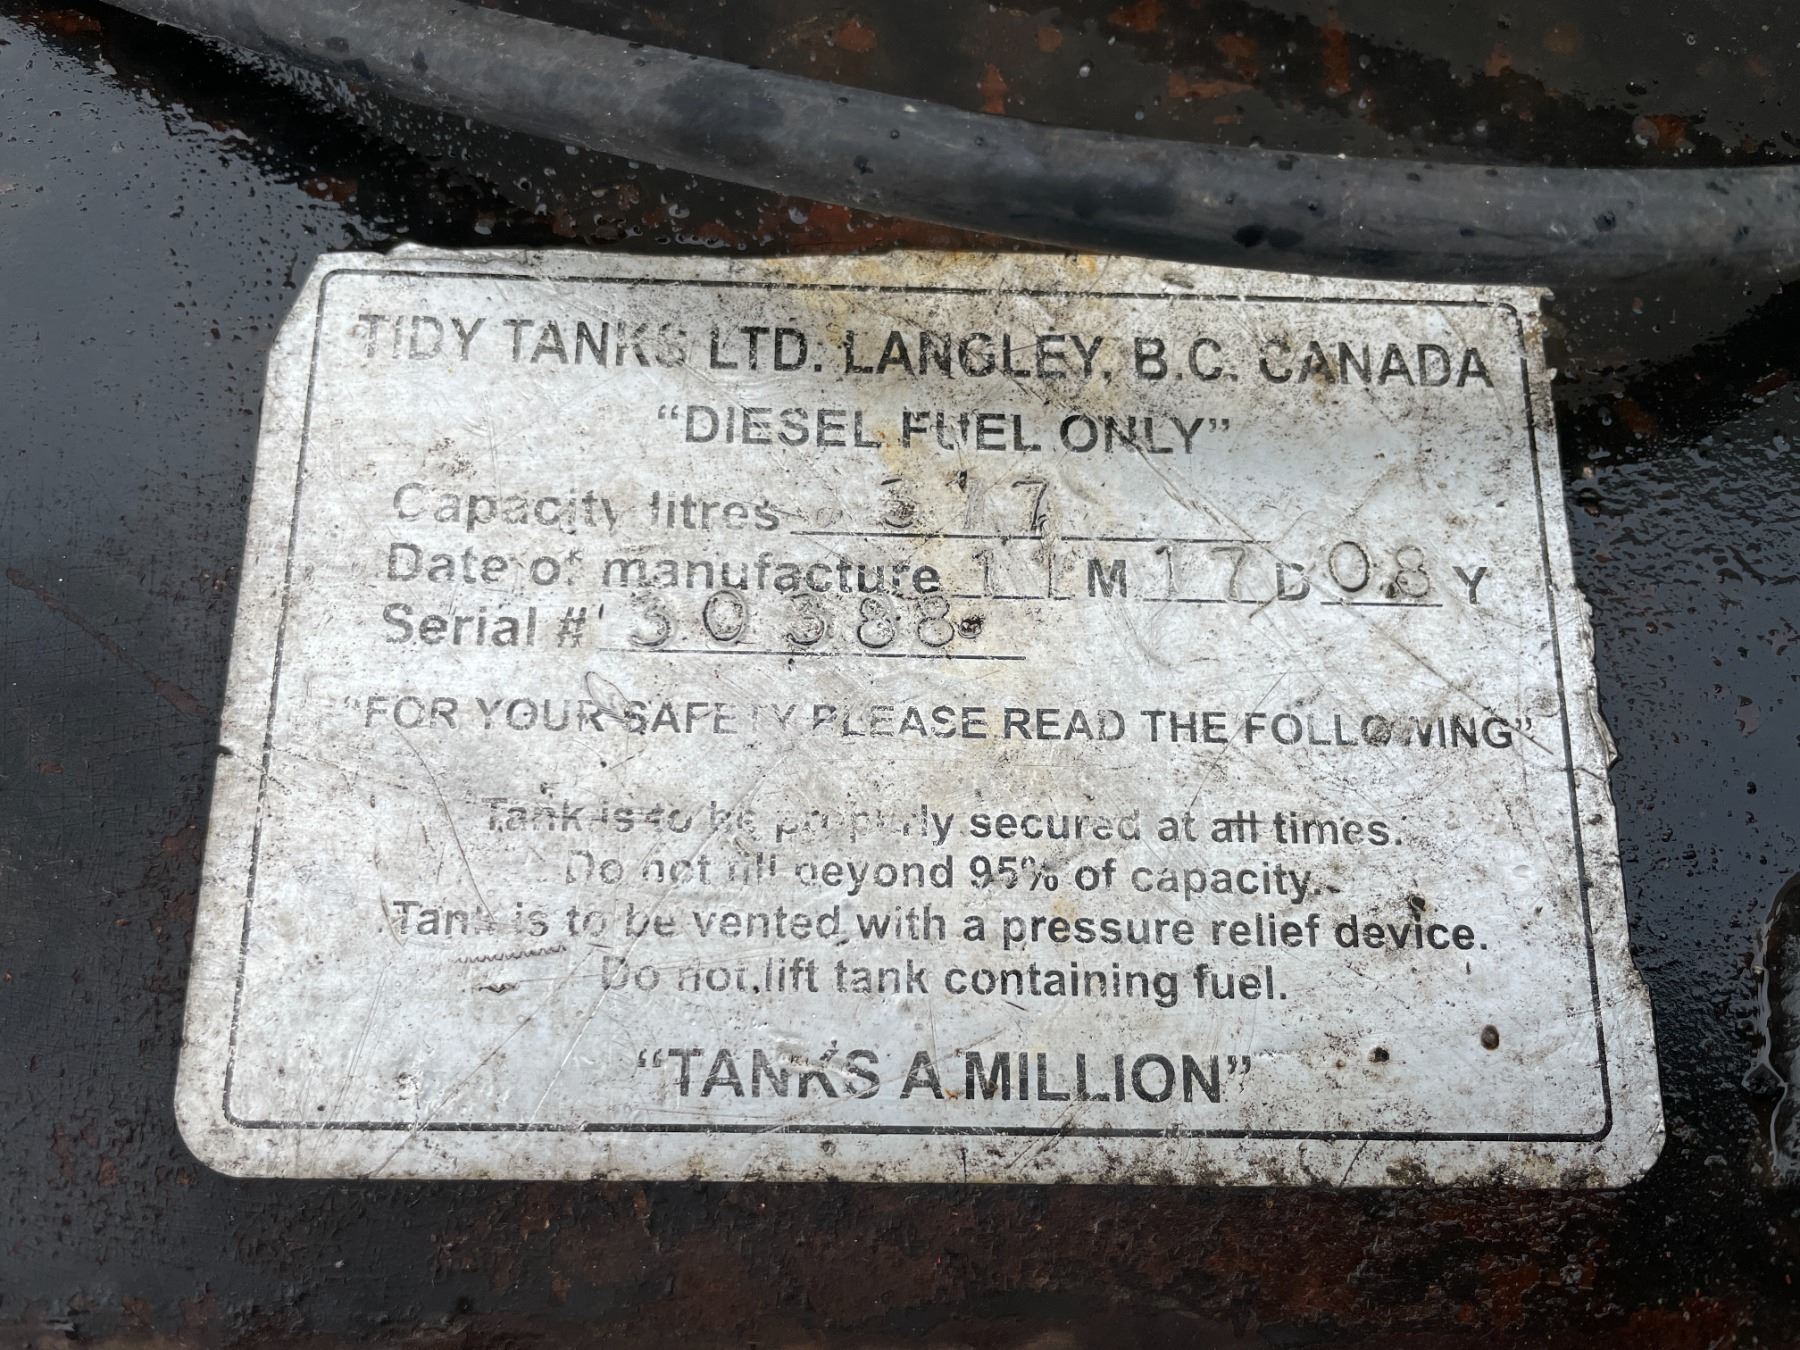 TIDY TANKS LTD. LANGLEY, B.C. CANADA
“DIESEL FUEL ONLY”
Capacity litres 377
Date of manufacture 11 M 17 D 08 Y
Serial # 30388
“FOR YOUR SAFETY PLEASE READ THE FOLLOWING”
Tank is to be properly secured at all times.
Do not fill beyond 95% of capacity.
Tank is to be vented with a pressure relief device.
Do not lift tank containing fuel.
“TANKS A MILLION”